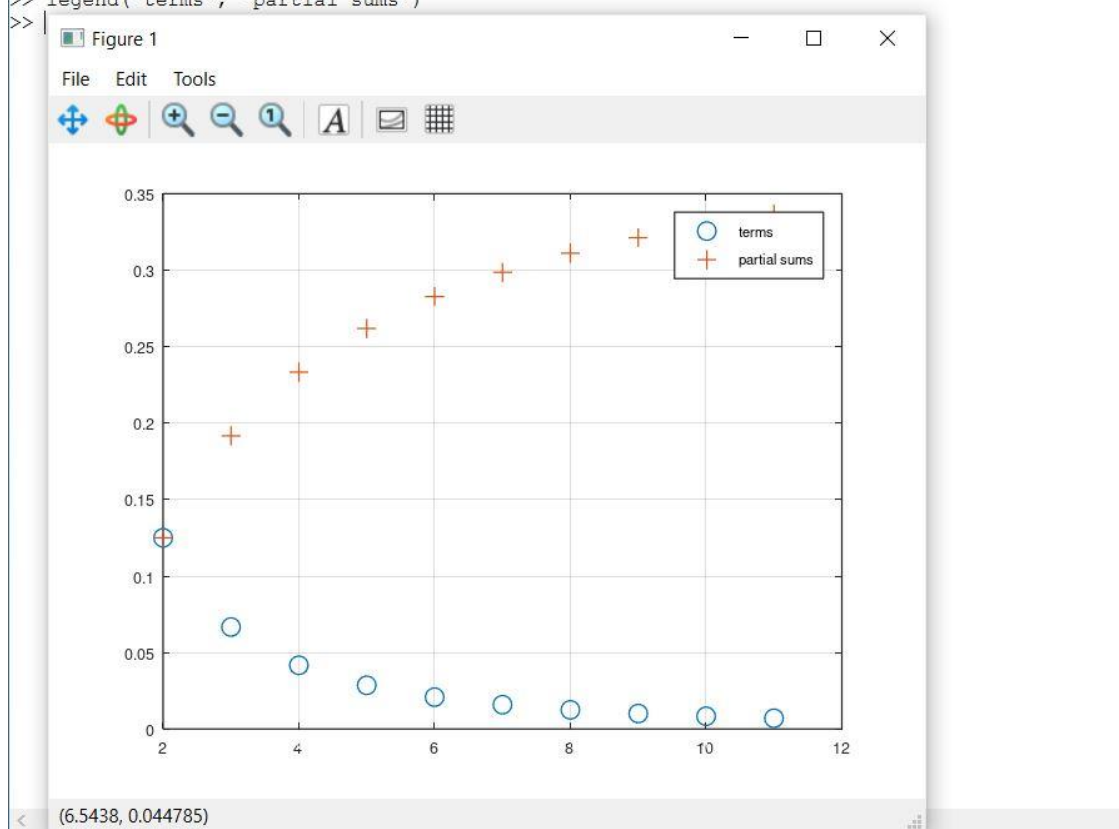 >> legend('terms', 'partial sums')
>>
Figure 1
File Edit Tools
A
0.35
0.3
0.25
0.2
0.15
0.1
0.05
0
2 4 6 8 10 12
terms
partial sums
(6.5438, 0.044785)